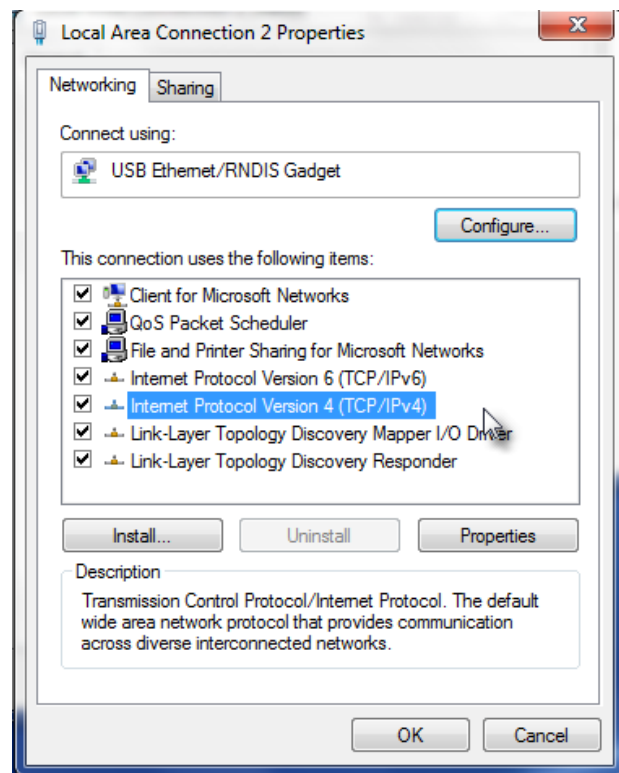 Local Area Connection 2 Properties
Networking
Sharing
Connect using:
USB Ethernet/RNDIS Gadget
Configure...
This connection uses the following items:
Client for Microsoft Networks
QoS Packet Scheduler
File and Printer Sharing for Microsoft Networks
Internet Protocol Version 6 (TCP/IPv6)
Internet Protocol Version 4 (TCP/IPv4)
Link-Layer Topology Discovery Mapper I/O Driver
Link-Layer Topology Discovery Responder
Install...
Uninstall
Properties
Description
Transmission Control Protocol/Internet Protocol. The default
wide area network protocol that provides communication
across diverse interconnected networks.
OK
Cancel